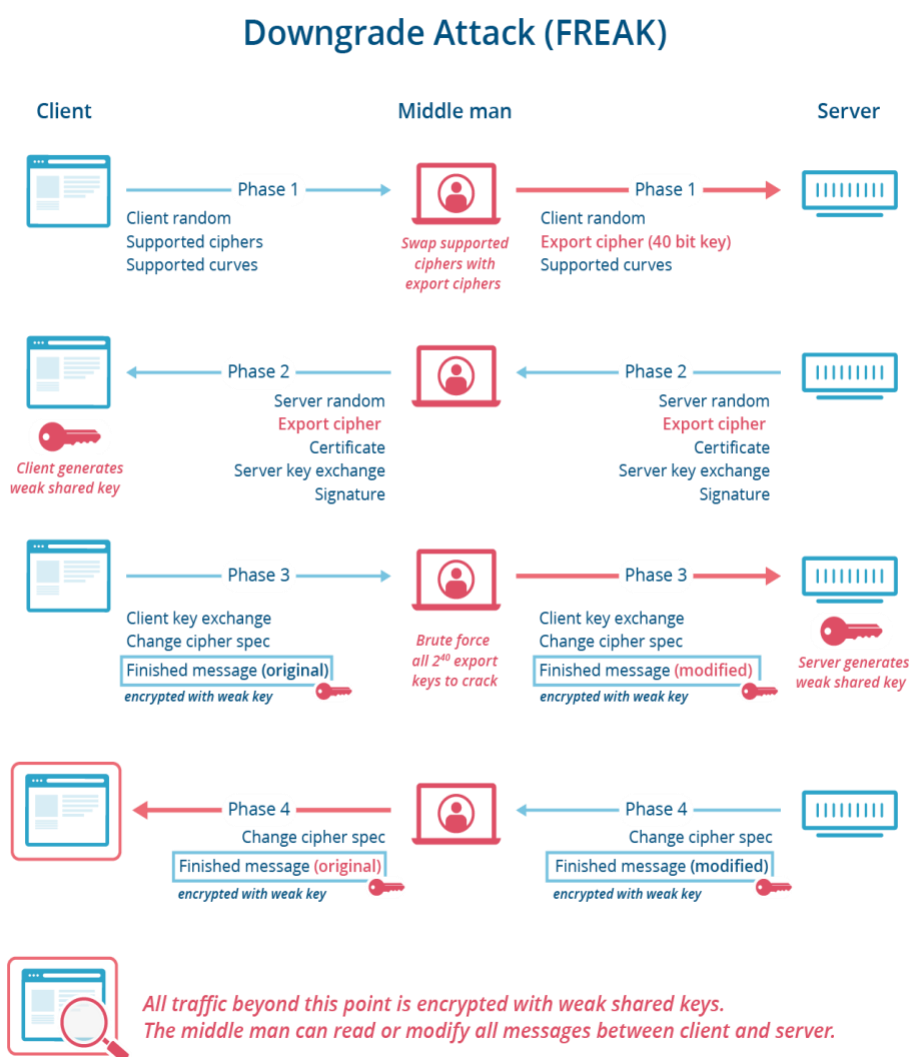 Downgrade Attack (FREAK)
Client
Middle man
Server
Phase 1
Client random
Supported ciphers
Supported curves
Swap supported
ciphers with
export ciphers
Phase 1
Client random
Export cipher (40 bit key)
Supported curves
Client generates
weak shared key
Phase 2
Server random
Export cipher
Certificate
Server key exchange
Signature
Phase 2
Server random
Export cipher
Certificate
Server key exchange
Signature
Phase 3
Client key exchange
Change cipher spec
Finished message (original)
encrypted with weak key
Brute force
all 2⁴⁰ export
keys to crack
Phase 3
Client key exchange
Change cipher spec
Finished message (modified)
encrypted with weak key
Server generates
weak shared key
Phase 4
Change cipher spec
Finished message (original)
encrypted with weak key
Phase 4
Change cipher spec
Finished message (modified)
encrypted with weak key
All traffic beyond this point is encrypted with weak shared keys.
The middle man can read or modify all messages between client and server.